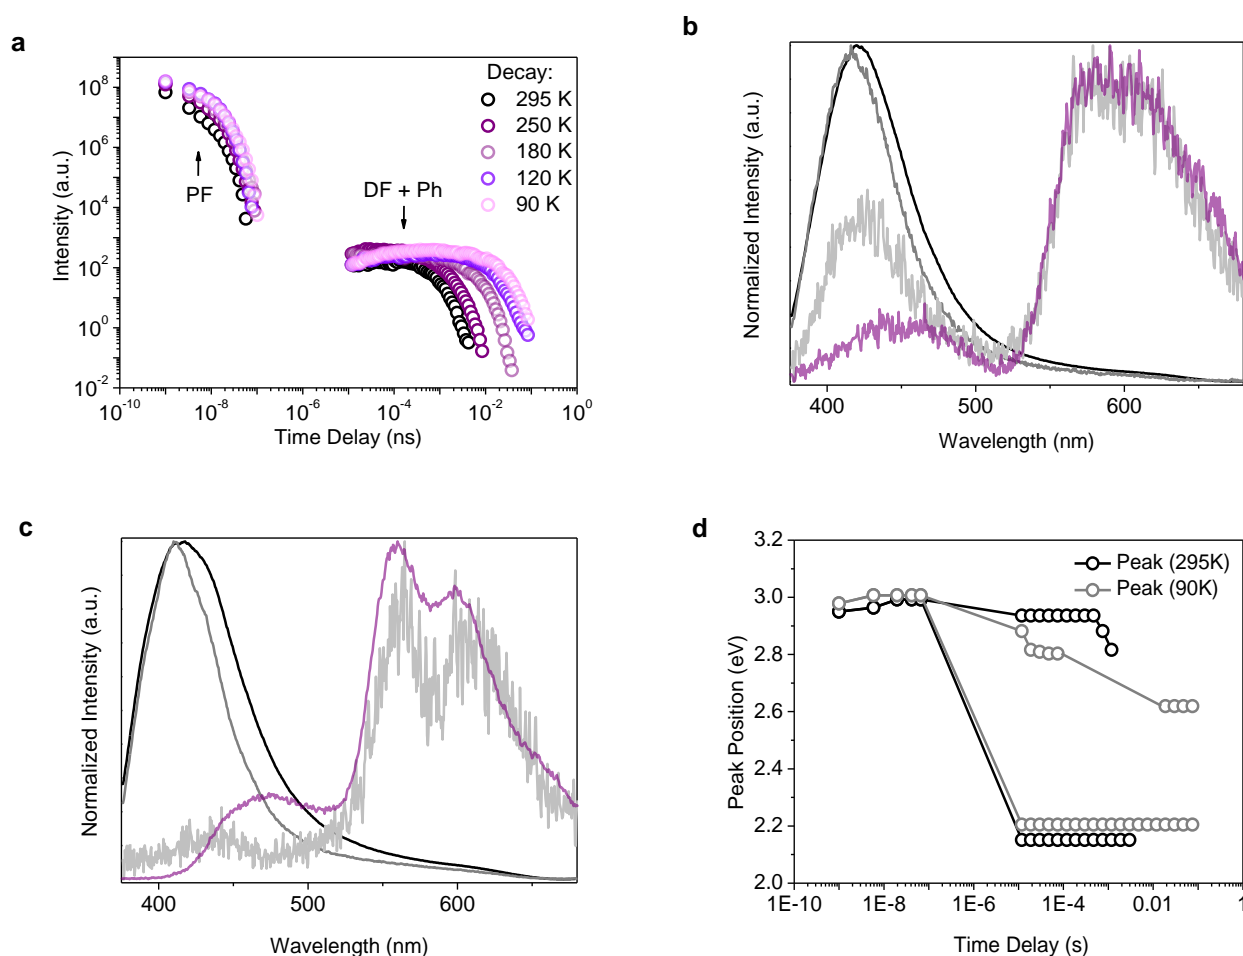 a
Intensity (a.u.)
10^8
10^6
10^4
10^2
10^0
10^-2
PF
DF + Ph
Decay:
295 K
250 K
180 K
120 K
90 K
10^-10
10^-8
10^-6
10^-4
10^-2
10^0
Time Delay (ns)
b
Normalized Intensity (a.u.)
400
500
600
Wavelength (nm)
c
Normalized Intensity (a.u.)
400
500
600
Wavelength (nm)
d
Peak Position (eV)
3.2
3.0
2.8
2.6
2.4
2.2
2.0
Peak (295K)
Peak (90K)
1E-10
1E-8
1E-6
1E-4
0.01
1
Time Delay (s)